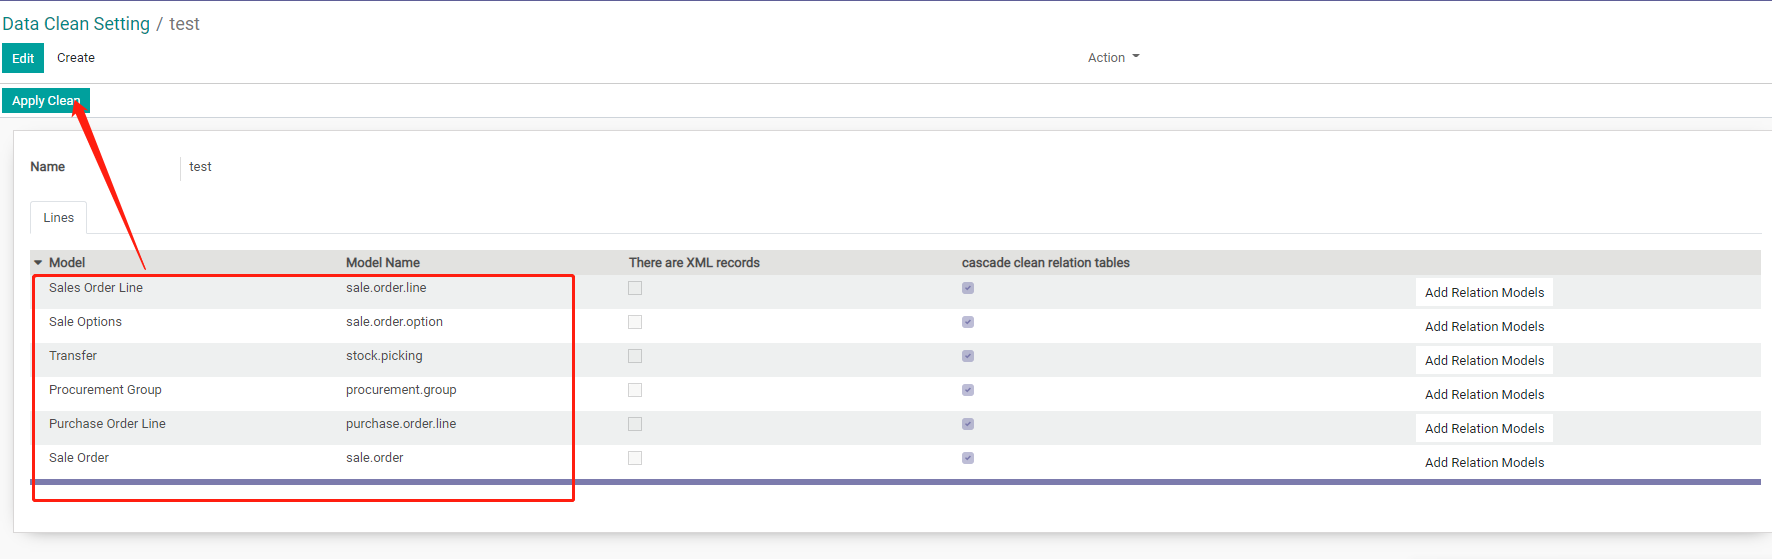 Data Clean Setting / test
Edit Create Action
Apply Clean
Name test
Lines
Model Model Name There are XML records cascade clean relation tables
Sales Order Line sale.order.line Add Relation Models
Sale Options sale.order.option Add Relation Models
Transfer stock.picking Add Relation Models
Procurement Group procurement.group Add Relation Models
Purchase Order Line purchase.order.line Add Relation Models
Sale Order sale.order Add Relation Models